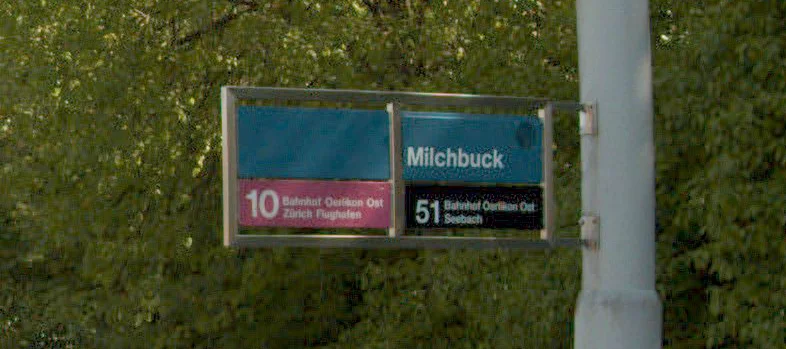 Milchbuck
10 Bahnhof Oerlikon Ost
Zürich Flughafen
51 Bahnhof Oerlikon Ost
Seebach